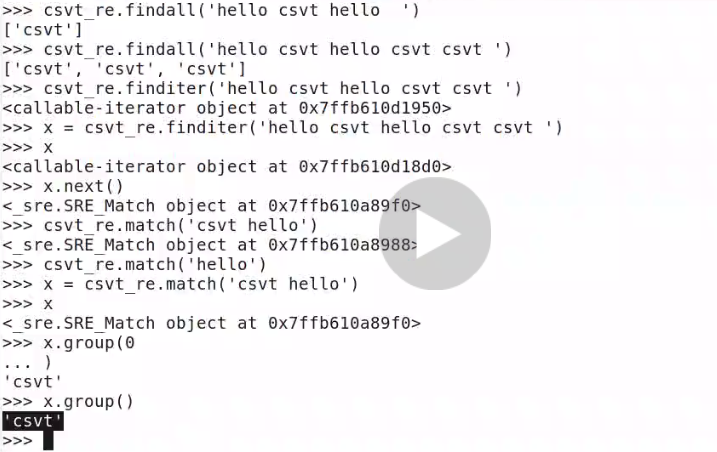 >>> csvt_re.findall('hello csvt hello  ')
['csvt']
>>> csvt_re.findall('hello csvt hello csvt csvt ')
['csvt', 'csvt', 'csvt']
>>> csvt_re.finditer('hello csvt hello csvt csvt ')
<callable-iterator object at 0x7ffb610d1950>
>>> x = csvt_re.finditer('hello csvt hello csvt csvt ')
>>> x
<callable-iterator object at 0x7ffb610d18d0>
>>> x.next()
<_sre.SRE_Match object at 0x7ffb610a89f0>
>>> csvt_re.match('csvt hello')
<_sre.SRE_Match object at 0x7ffb610a8988>
>>> csvt_re.match('hello')
>>> x = csvt_re.match('csvt hello')
>>> x
<_sre.SRE_Match object at 0x7ffb610a89f0>
>>> x.group(0
... )
'csvt'
>>> x.group()
'csvt'
>>>